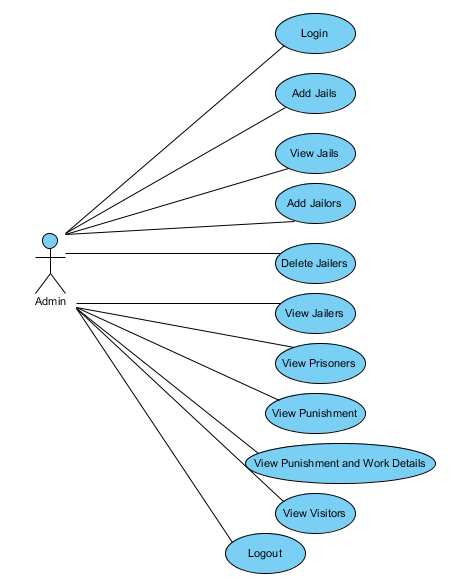 Login
Add Jails
View Jails
Add Jailors
Delete Jailers
Admin
View Jailers
View Prisoners
View Punishment
View Punishment and Work Details
View Visitors
Logout